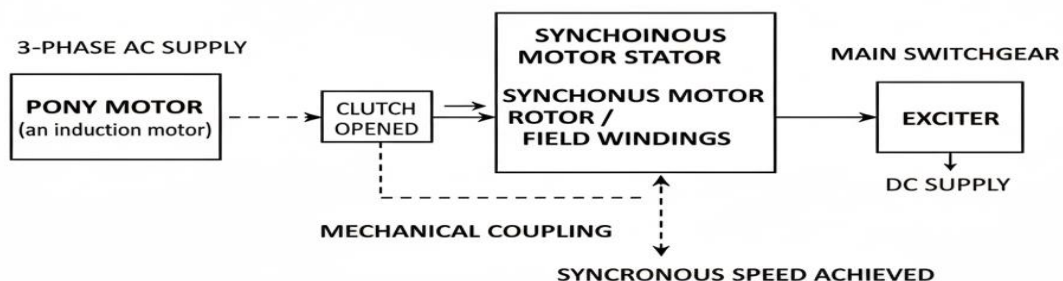 3-PHASE AC SUPPLY
PONY MOTOR
(an induction motor)
CLUTCH
OPENED
SYNCHOINOUS
MOTOR STATOR
SYNCHONUS MOTOR
ROTOR /
FIELD WINDINGS
MAIN SWITCHGEAR
EXCITER
DC SUPPLY
MECHANICAL COUPLING
SYNCRONOUS SPEED ACHIEVED